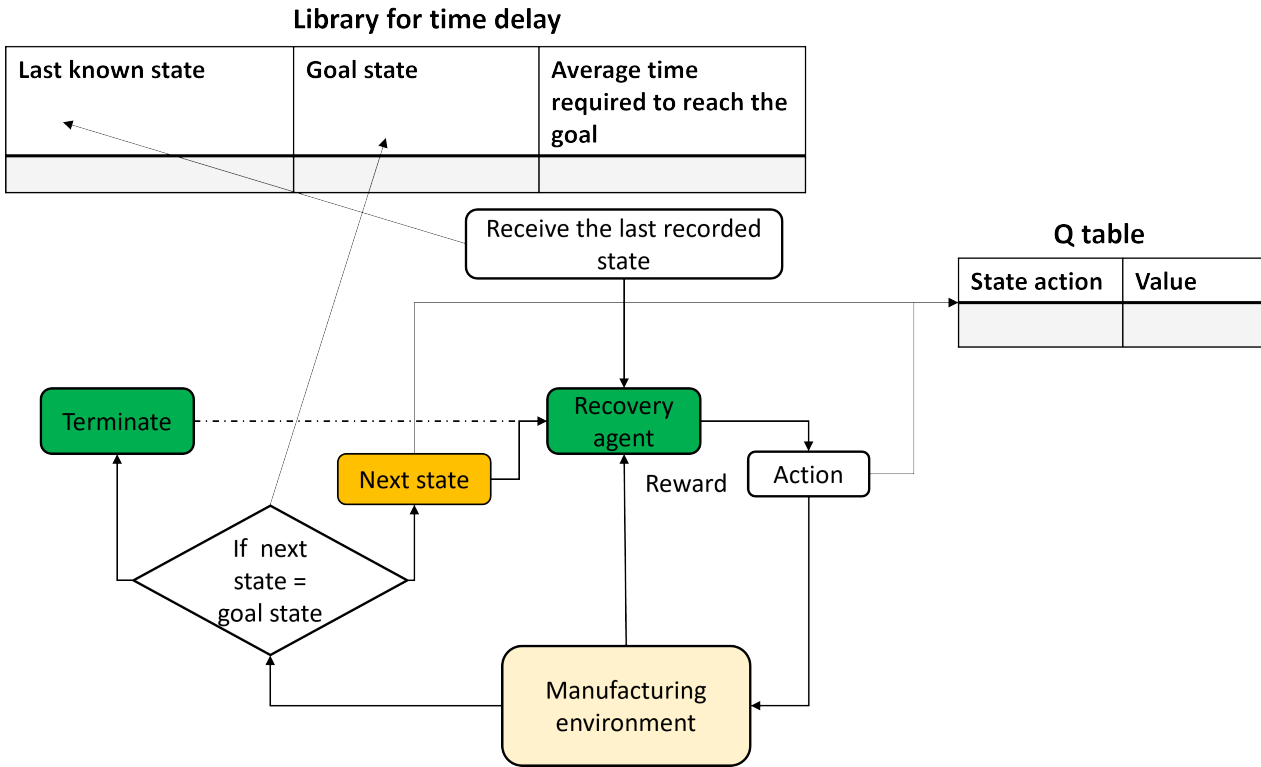 Library for time delay
Last known state
Goal state
Average time
required to reach the
goal
Receive the last recorded
state
Q table
State action
Value
Terminate
Recovery
agent
Next state
Reward
Action
If next
state =
goal state
Manufacturing
environment